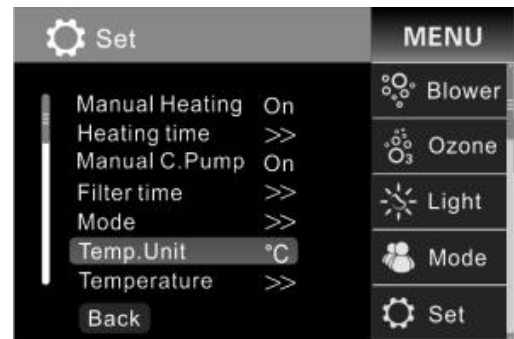 Set
Manual Heating On
Heating time >>
Manual C.Pump On
Filter time >>
Mode >>
Temp.Unit °C
Temperature >>
Back
MENU
Blower
O₃ Ozone
Light
Mode
Set